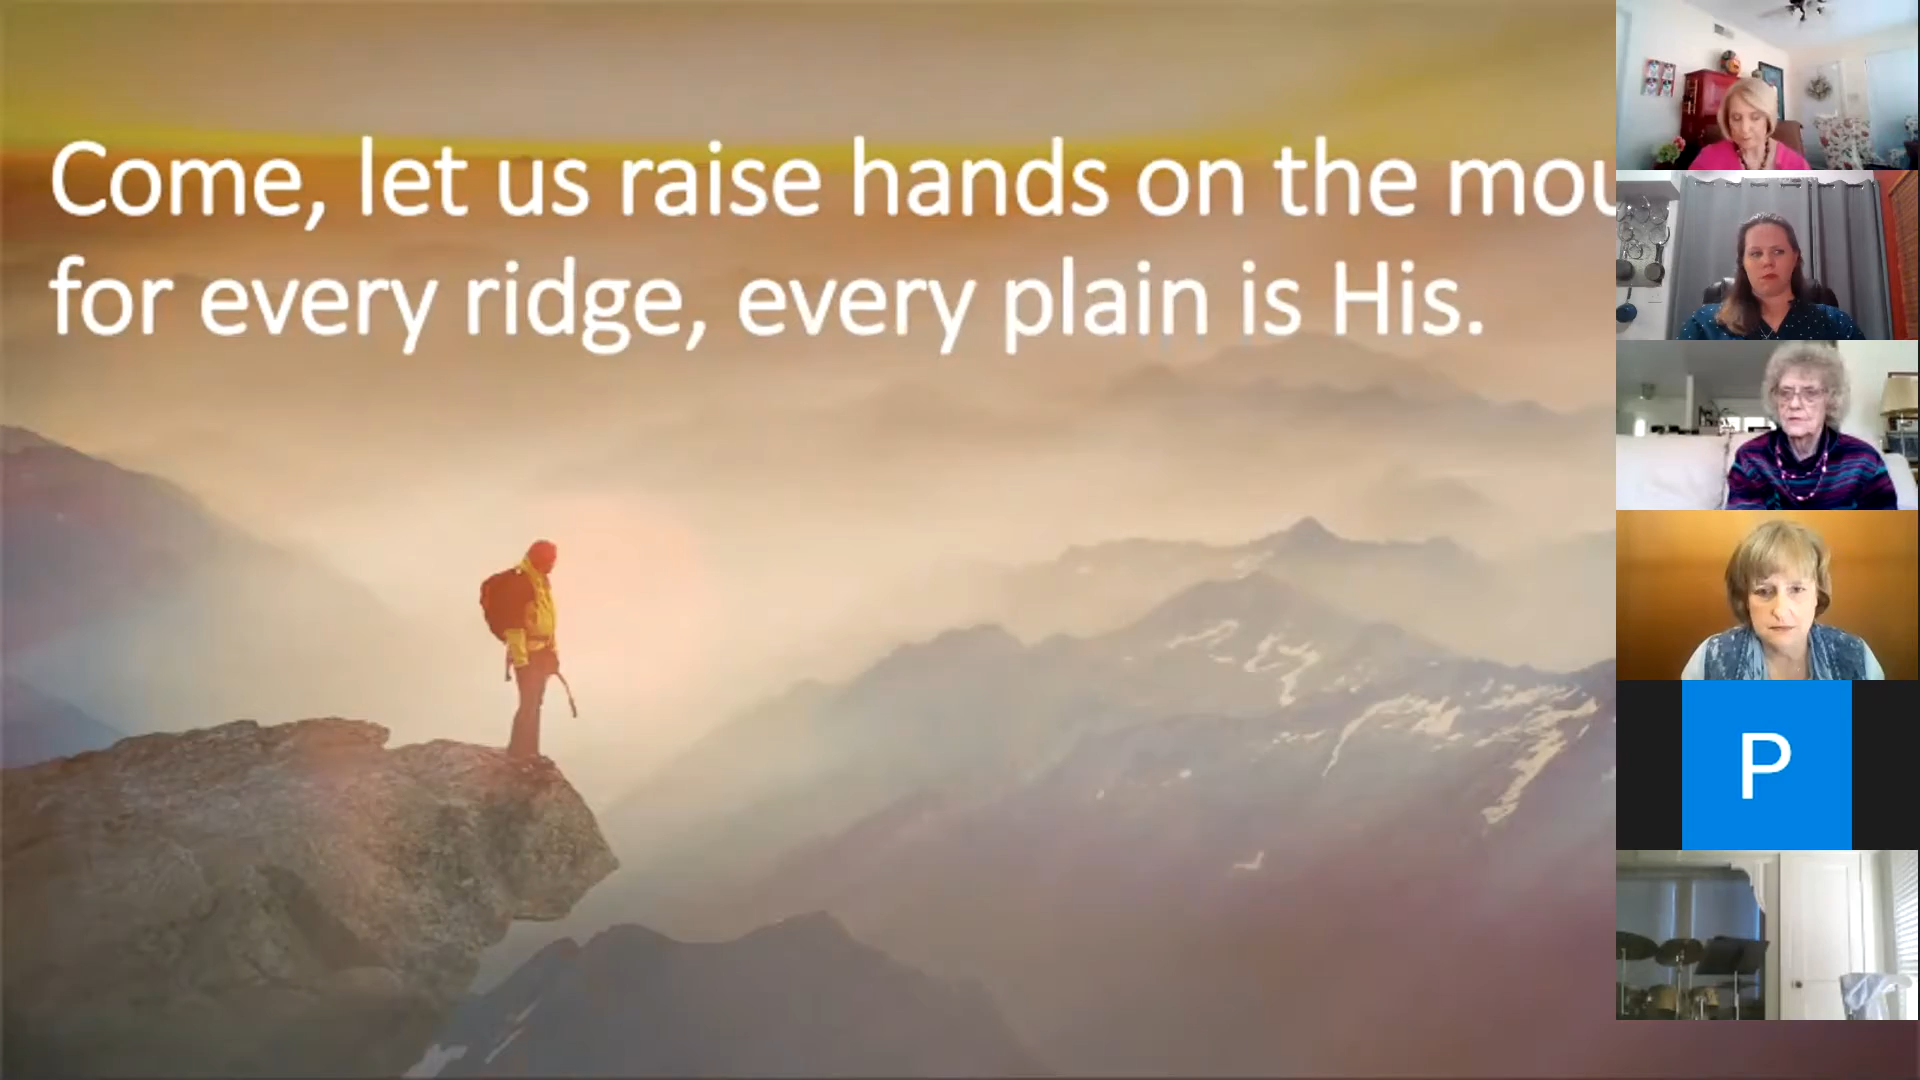 Come, let us raise hands on the mou
for every ridge, every plain is His.
P